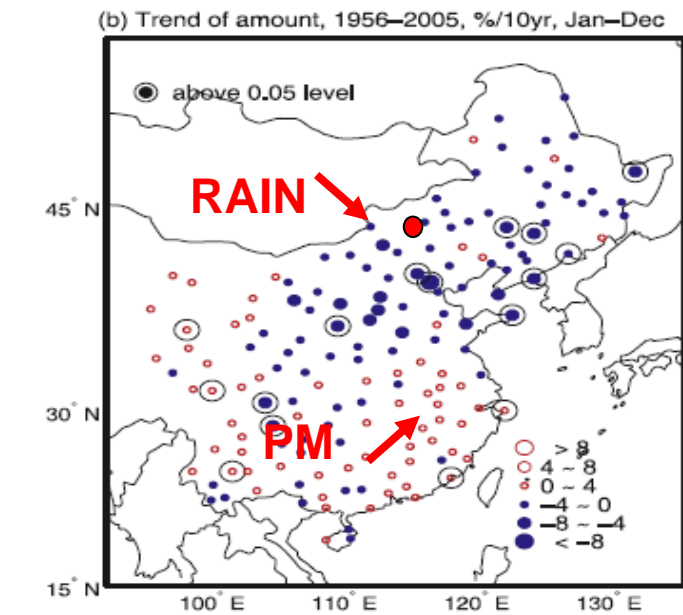 (b) Trend of amount, 1956–2005, %/10yr, Jan–Dec
above 0.05 level
RAIN
45° N
30° N
PM
> 8
4 ~ 8
0 ~ 4
−4 ~ 0
−8 ~ −4
< −8
15° N
100° E
110° E
120° E
130° E